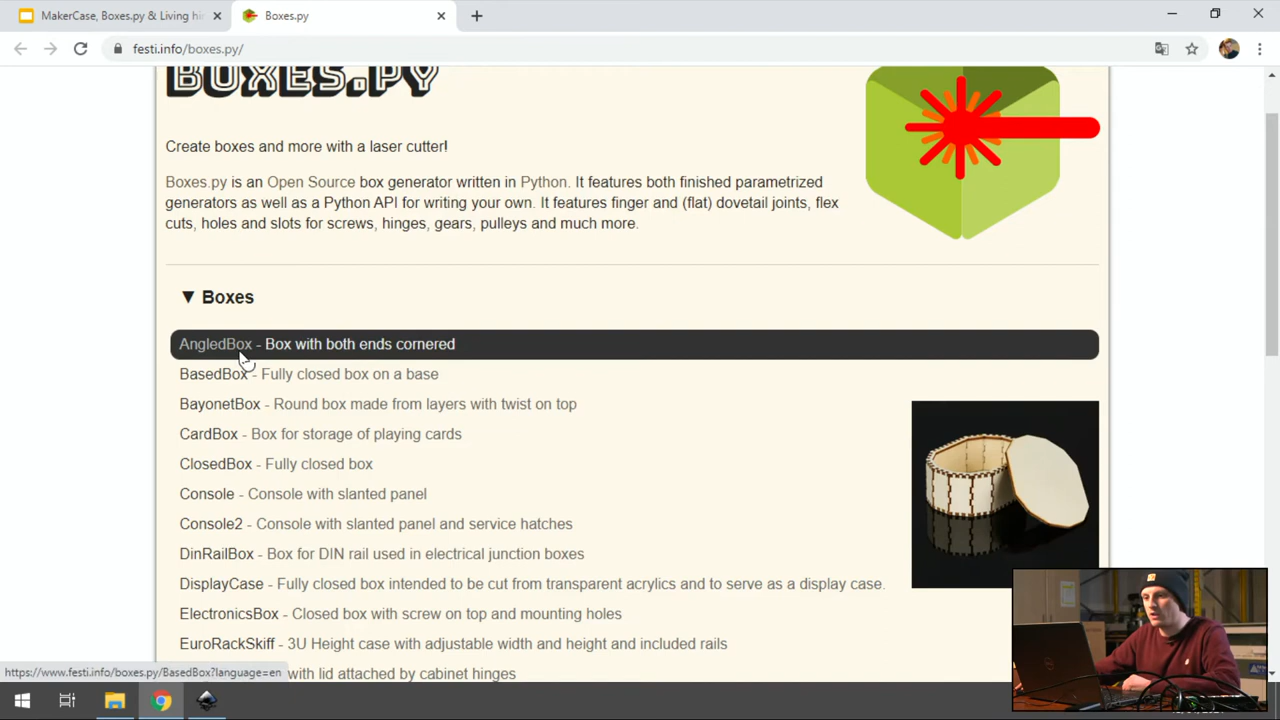 MakerCase, Boxes.py & Living hi
Boxes.py
festi.info/boxes.py/
BOXES.PY
Create boxes and more with a laser cutter!
Boxes.py is an Open Source box generator written in Python. It features both finished parametrized
generators as well as a Python API for writing your own. It features finger and (flat) dovetail joints, flex
cuts, holes and slots for screws, hinges, gears, pulleys and much more.
▼ Boxes
AngledBox - Box with both ends cornered
BasedBox - Fully closed box on a base
BayonetBox - Round box made from layers with twist on top
CardBox - Box for storage of playing cards
ClosedBox - Fully closed box
Console - Console with slanted panel
Console2 - Console with slanted panel and service hatches
DinRailBox - Box for DIN rail used in electrical junction boxes
DisplayCase - Fully closed box intended to be cut from transparent acrylics and to serve as a display case.
ElectronicsBox - Closed box with screw on top and mounting holes
EuroRackSkiff - 3U Height case with adjustable width and height and included rails
with lid attached by cabinet hinges
https://www.festi.info/boxes.py/BasedBox?language=en